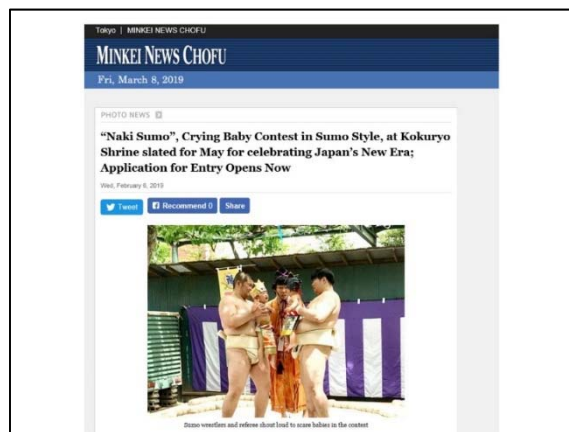 Tokyo | MINKEI NEWS CHOFU
MINKEI NEWS CHOFU
Fri, March 8, 2019
PHOTO NEWS
“Naki Sumo”, Crying Baby Contest in Sumo Style, at Kokuryo
Shrine slated for May for celebrating Japan's New Era;
Application for Entry Opens Now
Wed, February 6, 2019
Tweet Recommend 0 Share
Sumo wrestlers and referee shout loud to scare babies in the contest